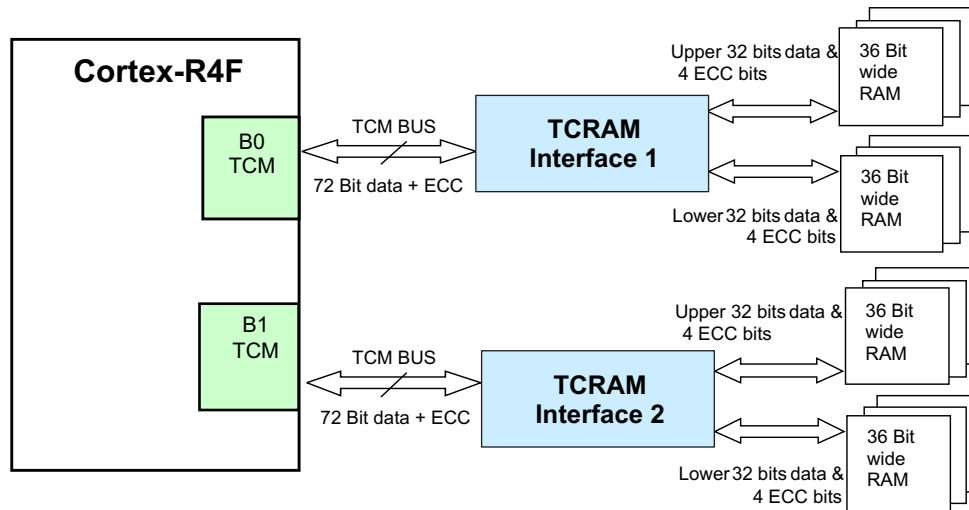 Cortex-R4F
B0
TCM
TCM BUS
72 Bit data + ECC
TCRAM
Interface 1
Upper 32 bits data &
4 ECC bits
36 Bit
wide
RAM
Lower 32 bits data &
4 ECC bits
36 Bit
wide
RAM
B1
TCM
TCM BUS
72 Bit data + ECC
TCRAM
Interface 2
Upper 32 bits data &
4 ECC bits
36 Bit
wide
RAM
Lower 32 bits data &
4 ECC bits
36 Bit
wide
RAM